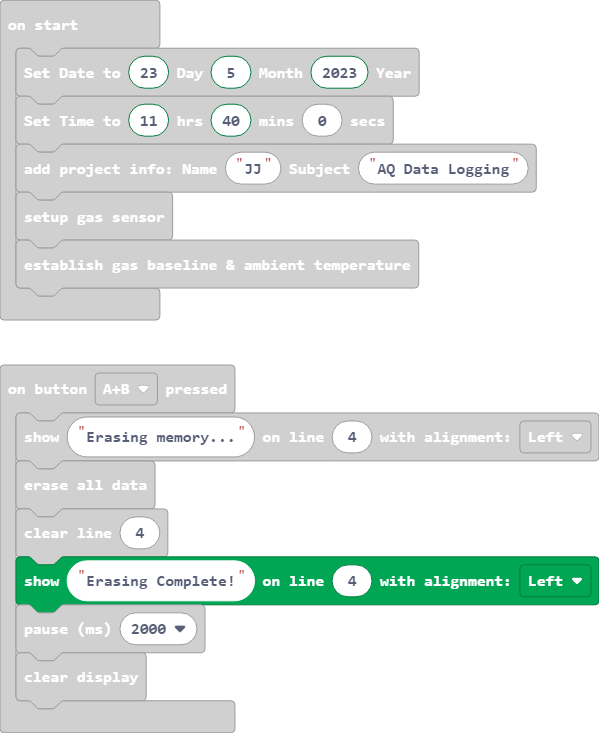 on start
Set Date to 23 Day 5 Month 2023 Year
Set Time to 11 hrs 40 mins 0 secs
add project info: Name "JJ" Subject "AQ Data Logging"
setup gas sensor
establish gas baseline & ambient temperature
on button A+B pressed
show "Erasing memory..." on line 4 with alignment: Left
erase all data
clear line 4
show "Erasing Complete!" on line 4 with alignment: Left
pause (ms) 2000
clear display